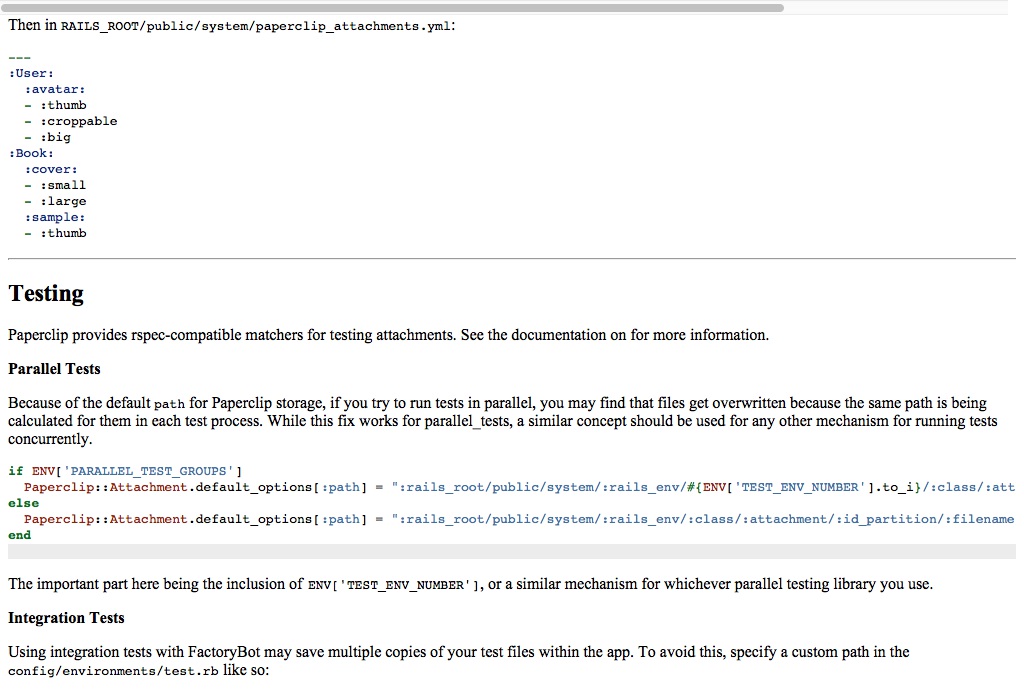 Then in RAILS_ROOT/public/system/paperclip_attachments.yml:
---
:User:
  :avatar:
  - :thumb
  - :croppable
  - :big
:Book:
  :cover:
  - :small
  - :large
  :sample:
  - :thumb
Testing
Paperclip provides rspec-compatible matchers for testing attachments. See the documentation on for more information.
Parallel Tests
Because of the default path for Paperclip storage, if you try to run tests in parallel, you may find that files get overwritten because the same path is being
calculated for them in each test process. While this fix works for parallel_tests, a similar concept should be used for any other mechanism for running tests
concurrently.
if ENV['PARALLEL_TEST_GROUPS']
  Paperclip::Attachment.default_options[:path] = ":rails_root/public/system/:rails_env/#{ENV['TEST_ENV_NUMBER'].to_i}/:class/:att
else
  Paperclip::Attachment.default_options[:path] = ":rails_root/public/system/:rails_env/:class/:attachment/:id_partition/:filename
end
The important part here being the inclusion of ENV['TEST_ENV_NUMBER'], or a similar mechanism for whichever parallel testing library you use.
Integration Tests
Using integration tests with FactoryBot may save multiple copies of your test files within the app. To avoid this, specify a custom path in the
config/environments/test.rb like so: